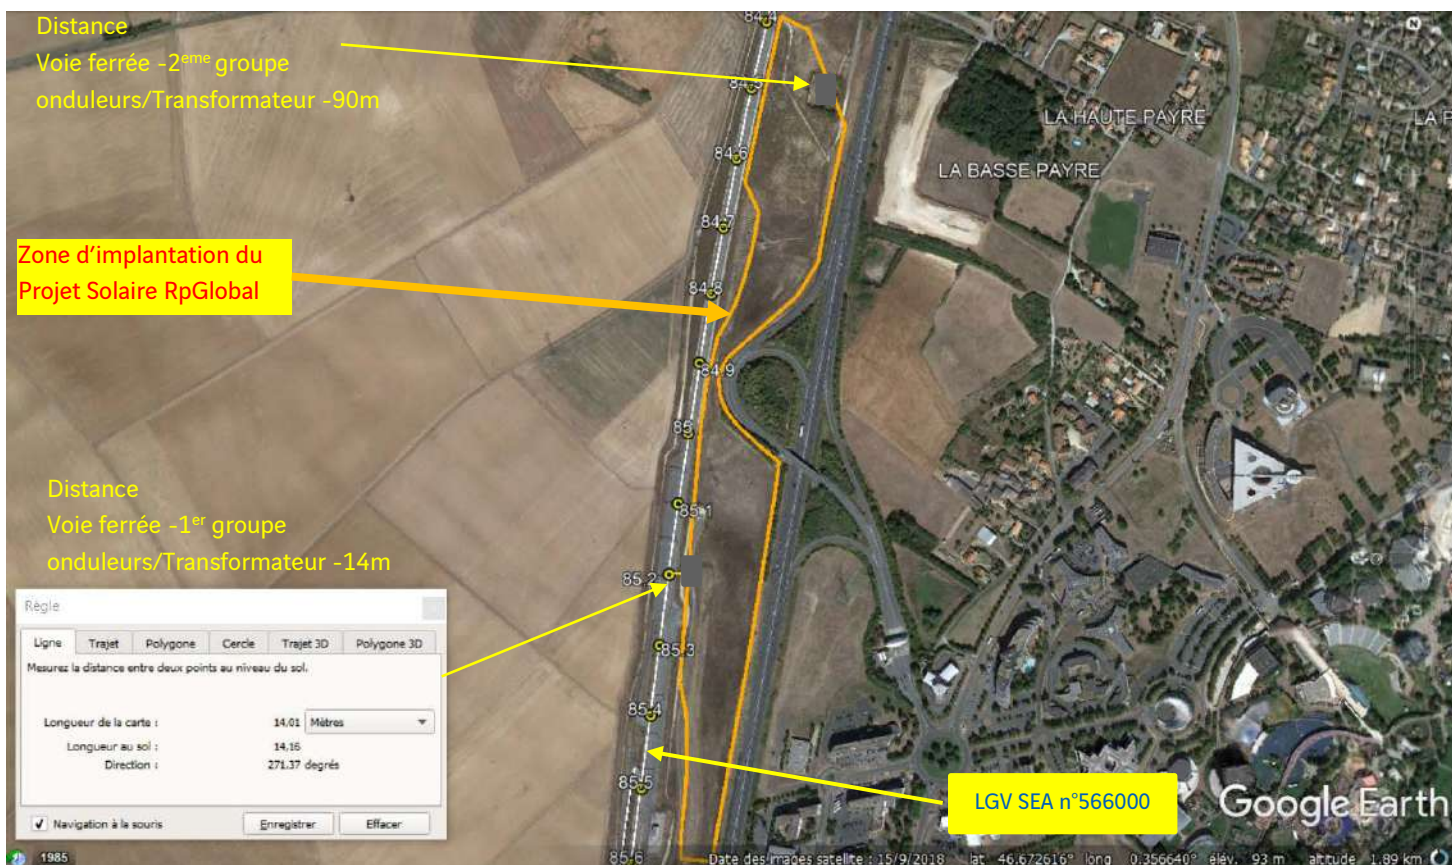 Distance
Voie ferrée -2eme groupe
onduleurs/Transformateur -90m
84.4
84.5
LA HAUTE PAYRE
84.6
LA BASSE PAYRE
84.7
Zone d'implantation du
Projet Solaire RpGlobal
84.8
84.9
85
Distance
Voie ferrée -1er groupe
onduleurs/Transformateur -14m
85.1
85.2
85.3
85.4
85.5
85.6
Règle
Ligne Trajet Polygone Cercle Trajet 3D Polygone 3D
Mesurez la distance entre deux points au niveau du sol.
Longueur de la carte : 14,01 Mètres
Longueur au sol : 14,16
Direction : 271.37 degrés
Navigation à la souris Enregistrer Effacer
LGV SEA n°566000
Google Earth
1985 Date des images satellite : 15/9/2018 lat 46.672616° long 0.356640° élév. 93 m altitude 1.89 km